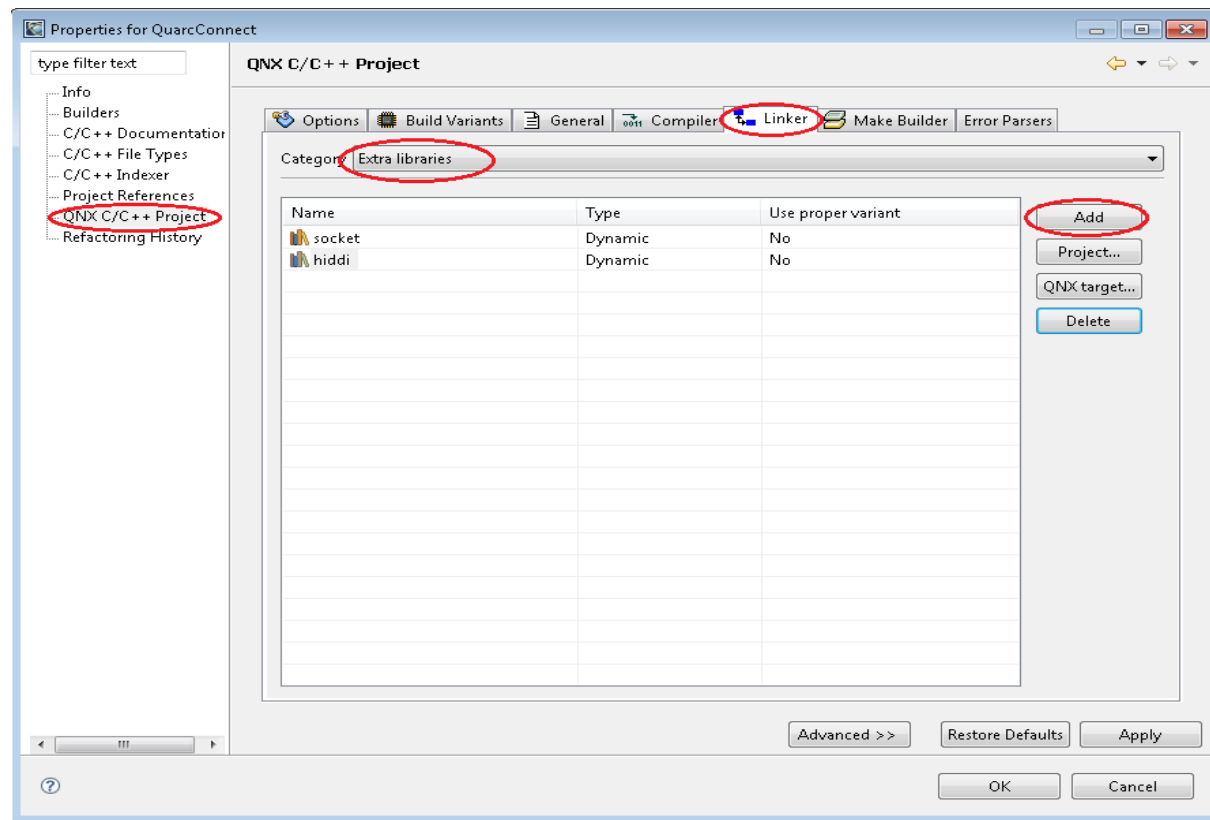 Properties for QuarcConnect
type filter text
QNX C/C++ Project
Info
Builders
C/C++ Documentation
C/C++ File Types
C/C++ Indexer
Project References
QNX C/C++ Project
Refactoring History
Options Build Variants General Compiler Linker Make Builder Error Parsers
Category Extra libraries
Name Type Use proper variant
socket Dynamic No
hiddi Dynamic No
Add
Project...
QNX target...
Delete
Advanced >> Restore Defaults Apply
OK Cancel